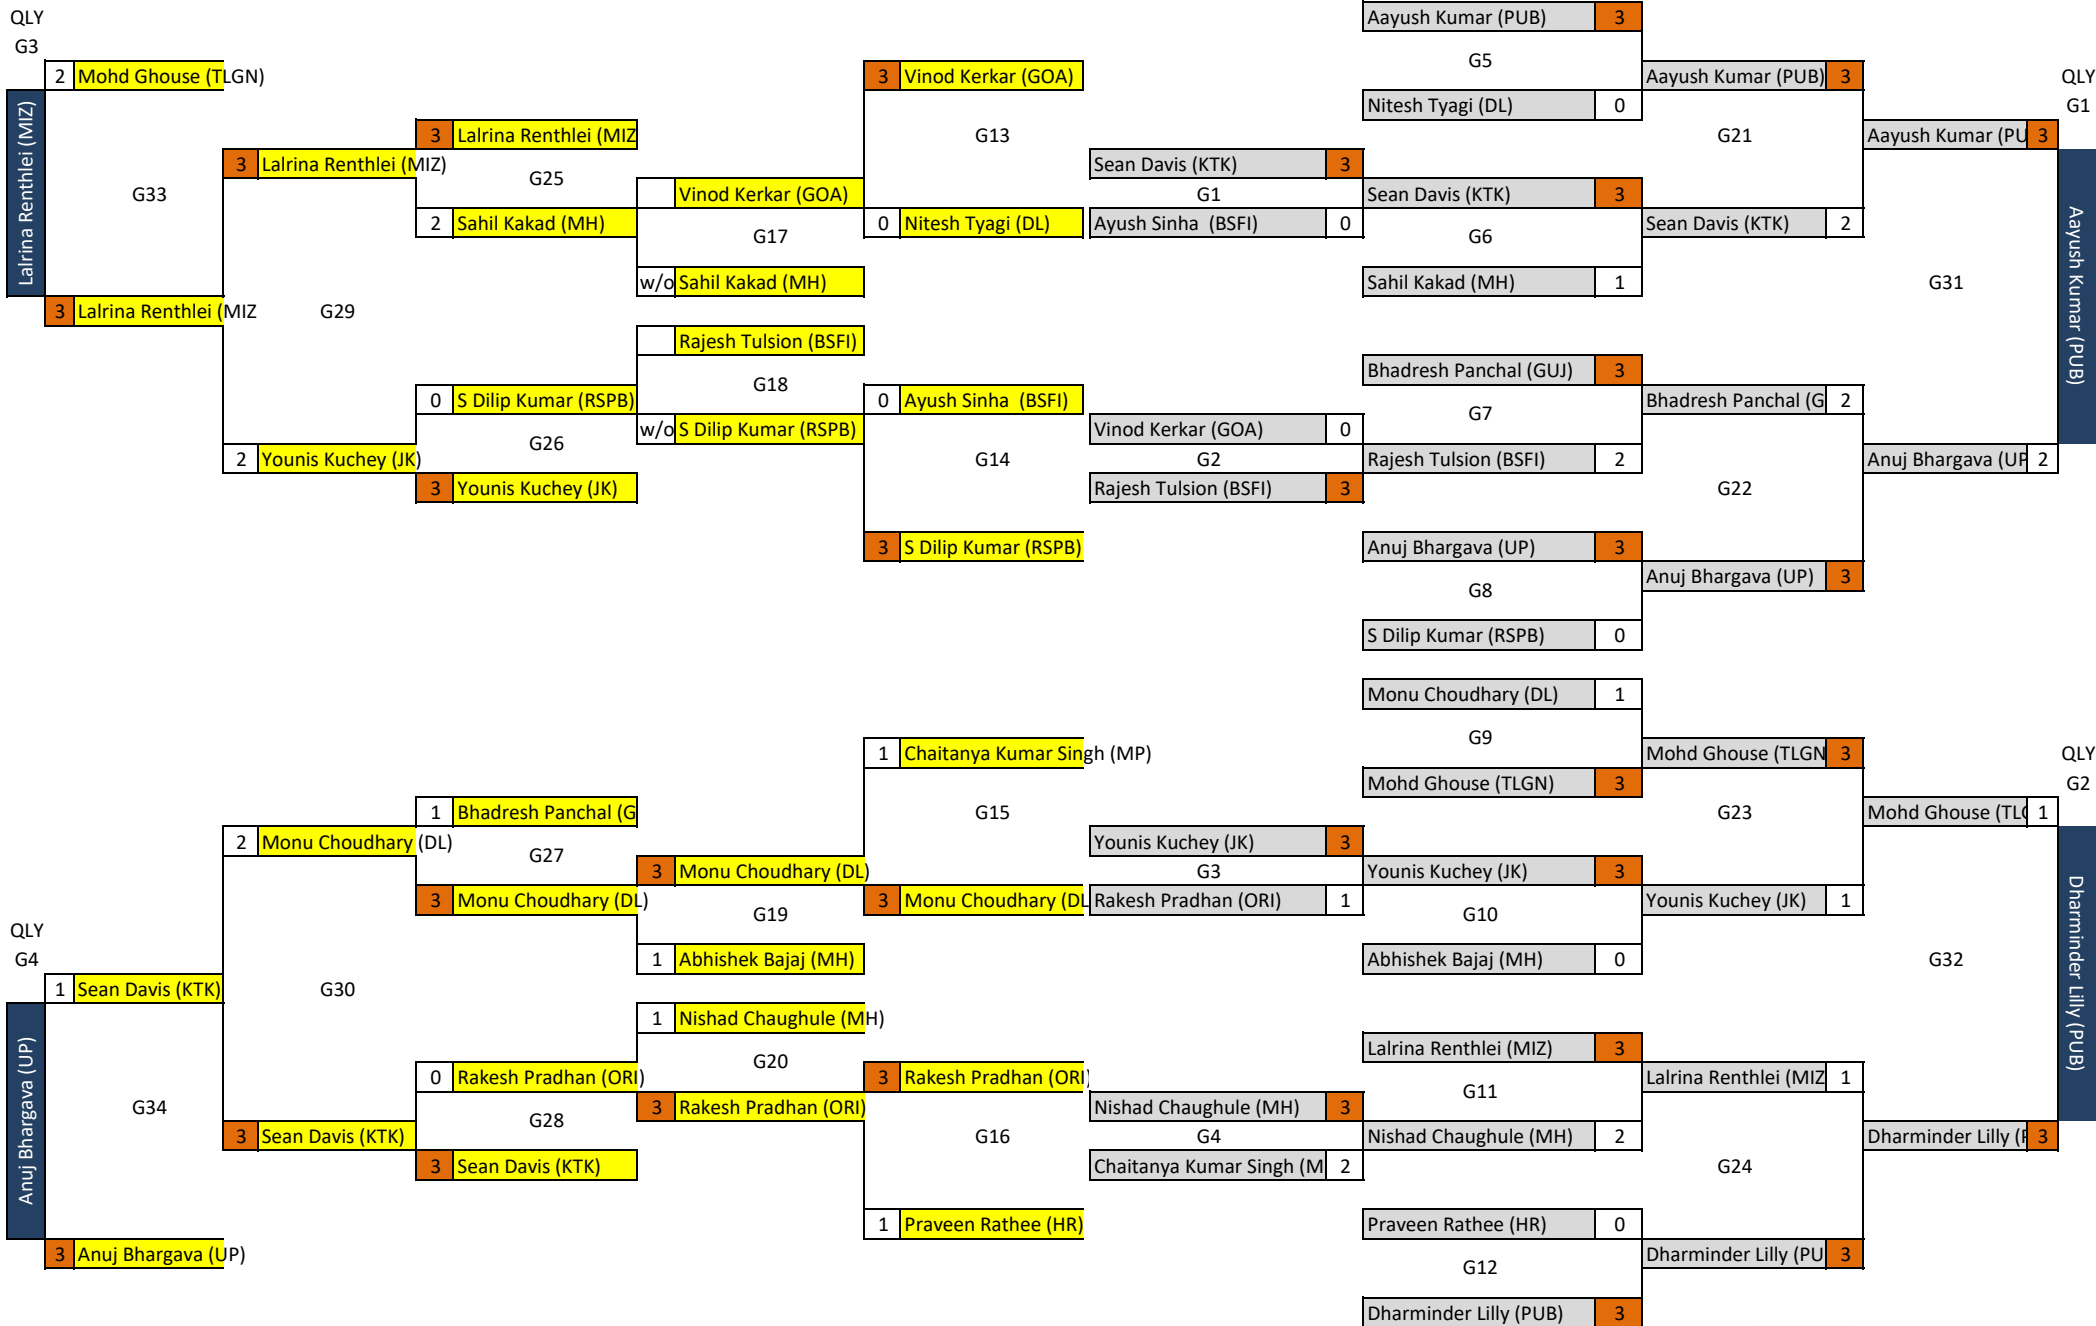 QLY
G3
2 Mohd Ghouse (TLGN)
Lalrina Renthlei (MIZ)
G33
3 Lalrina Renthlei (MIZ
3 Lalrina Renthlei (MIZ)
G29
2 Younis Kuchey (JK)
3 Lalrina Renthlei (MIZ
G25
2 Sahil Kakad (MH)
0 S Dilip Kumar (RSPB)
G26
3 Younis Kuchey (JK)
Vinod Kerkar (GOA)
G17
w/o Sahil Kakad (MH)
Rajesh Tulsion (BSFI)
G18
w/o S Dilip Kumar (RSPB)
3 Vinod Kerkar (GOA)
G13
0 Nitesh Tyagi (DL)
0 Ayush Sinha (BSFI)
G14
3 S Dilip Kumar (RSPB)
Sean Davis (KTK) 3
G1
Ayush Sinha (BSFI) 0
Vinod Kerkar (GOA) 0
G2
Rajesh Tulsion (BSFI) 3
Aayush Kumar (PUB) 3
G5
Nitesh Tyagi (DL) 0
Sean Davis (KTK) 3
G6
Sahil Kakad (MH) 1
Bhadresh Panchal (GUJ) 3
G7
Rajesh Tulsion (BSFI) 2
Anuj Bhargava (UP) 3
G8
S Dilip Kumar (RSPB) 0
Aayush Kumar (PUB) 3
G21
Sean Davis (KTK) 2
Bhadresh Panchal (G 2
G22
Anuj Bhargava (UP) 3
Aayush Kumar (PU 3
G31
Anuj Bhargava (UP 2
QLY
G1
Aayush Kumar (PUB)
QLY
G4
1 Sean Davis (KTK)
Anuj Bhargava (UP)
G34
3 Anuj Bhargava (UP)
2 Monu Choudhary (DL)
G30
3 Sean Davis (KTK)
1 Bhadresh Panchal (G
G27
3 Monu Choudhary (DL)
0 Rakesh Pradhan (ORI)
G28
3 Sean Davis (KTK)
3 Monu Choudhary (DL)
G19
1 Abhishek Bajaj (MH)
1 Nishad Chaughule (MH)
G20
3 Rakesh Pradhan (ORI)
1 Chaitanya Kumar Singh (MP)
G15
3 Monu Choudhary (DL
3 Rakesh Pradhan (ORI)
G16
1 Praveen Rathee (HR)
Younis Kuchey (JK) 3
G3
Rakesh Pradhan (ORI) 1
Nishad Chaughule (MH) 3
G4
Chaitanya Kumar Singh (M 2
Monu Choudhary (DL) 1
G9
Mohd Ghouse (TLGN) 3
Younis Kuchey (JK) 3
G10
Abhishek Bajaj (MH) 0
Lalrina Renthlei (MIZ) 3
G11
Nishad Chaughule (MH) 2
Praveen Rathee (HR) 0
G12
Dharminder Lilly (PUB) 3
Mohd Ghouse (TLGN 3
G23
Younis Kuchey (JK) 1
Lalrina Renthlei (MIZ 1
G24
Dharminder Lilly (PU 3
Mohd Ghouse (TLG 1
G32
Dharminder Lilly (P 3
QLY
G2
Dharminder Lilly (PUB)